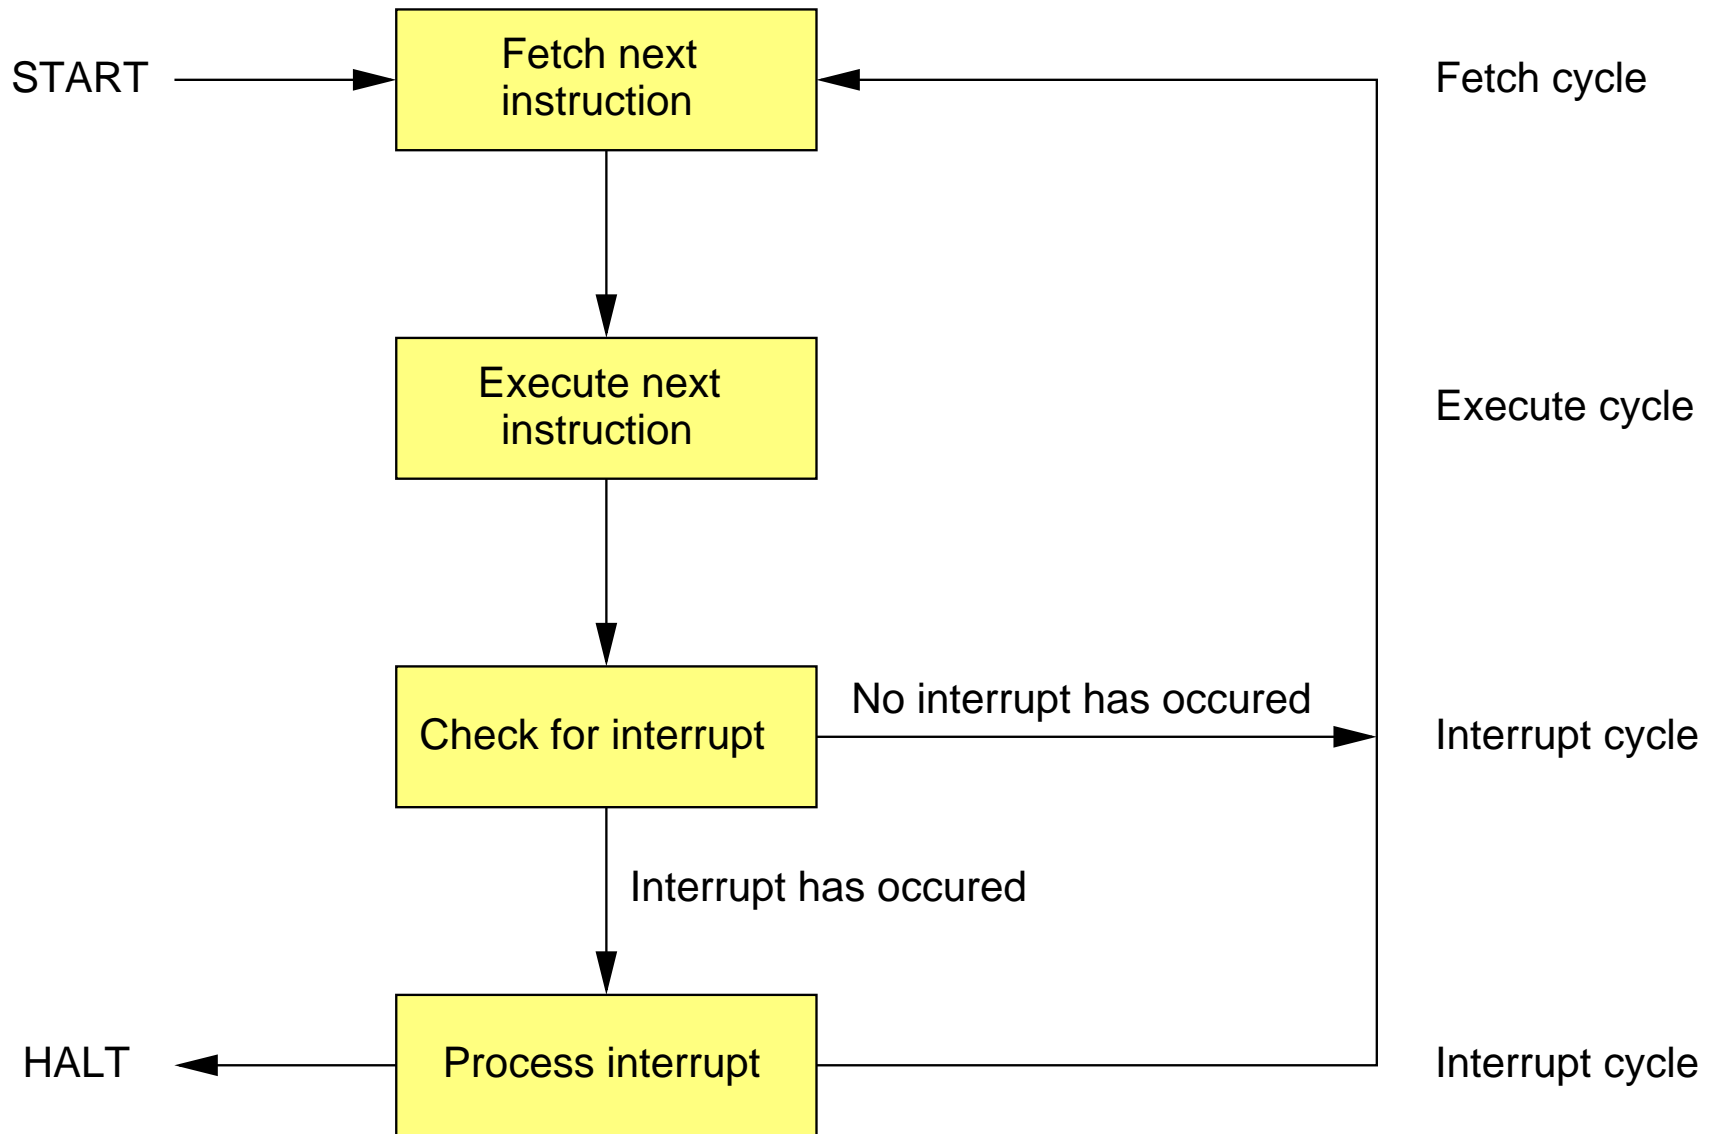 START
Fetch next
instruction
Fetch cycle
Execute next
instruction
Execute cycle
Check for interrupt
No interrupt has occured
Interrupt cycle
Interrupt has occured
HALT
Process interrupt
Interrupt cycle